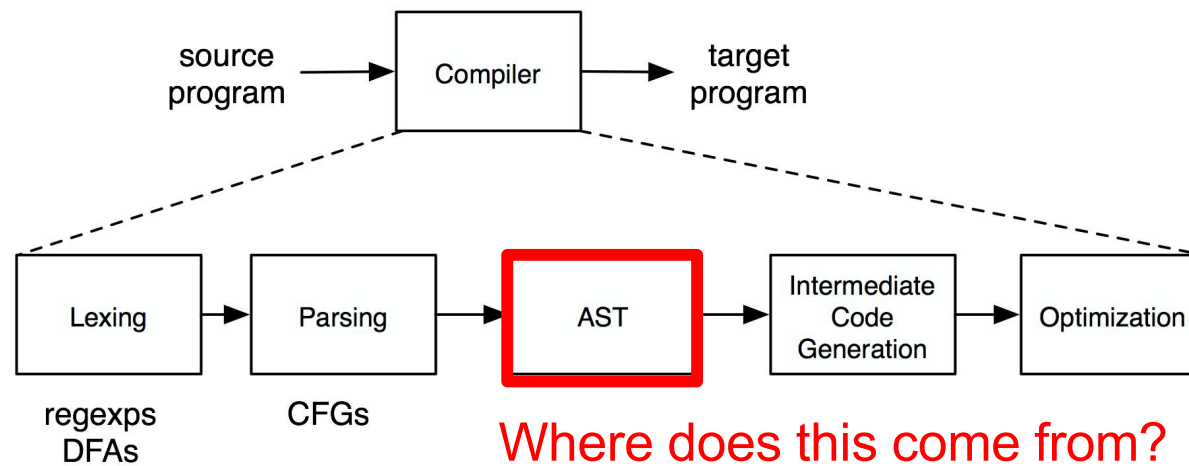 source
program
Compiler
target
program
Lexing
Parsing
AST
Intermediate
Code
Generation
Optimization
regexps
DFAs
CFGs
Where does this come from?